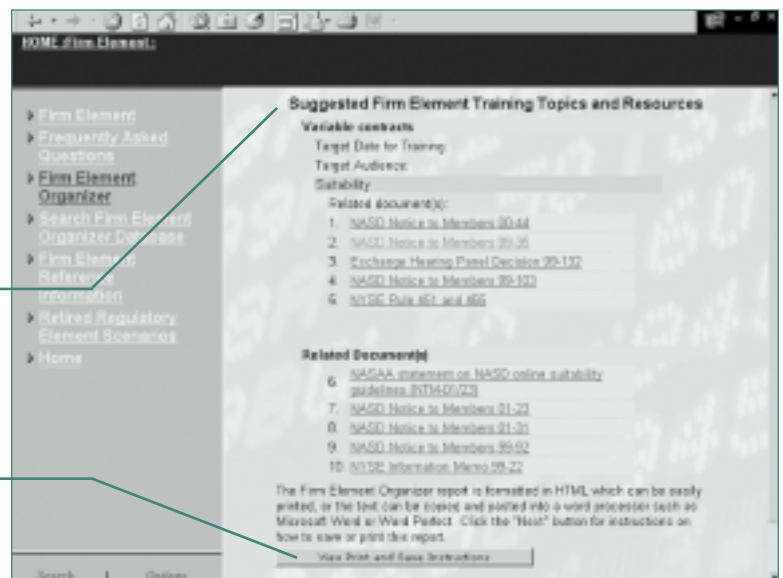 HOME :Firm Element:
Firm Element
Frequently Asked
Questions
Firm Element
Organizer
Search Firm Element
Organizer Database
Firm Element
Reference
Information
Retired Regulatory
Element Scenarios
Home
Search | Options
Suggested Firm Element Training Topics and Resources
Variable contracts
Target Date for Training:
Target Audience:
Suitability
Related document(s):
1. NASD Notice to Members 00-44
2. NASD Notice to Members 99-35
3. Exchange Hearing Panel Decision 99-132
4. NASD Notice to Members 99-103
5. NYSE Rule 451 and 465
Related Document(s)
6. NASAA statement on NASD online suitability
guidelines (NTM-01/23)
7. NASD Notice to Members 01-23
8. NASD Notice to Members 01-31
9. NASD Notice to Members 99-92
10. NYSE Information Memo 99-22
The Firm Element Organizer report is formatted in HTML which can be easily
printed, or the text can be copied and pasted into a word processor such as
Microsoft Word or Word Perfect. Click the "Next" button for instructions on
how to save or print this report.
View Print and Save Instructions